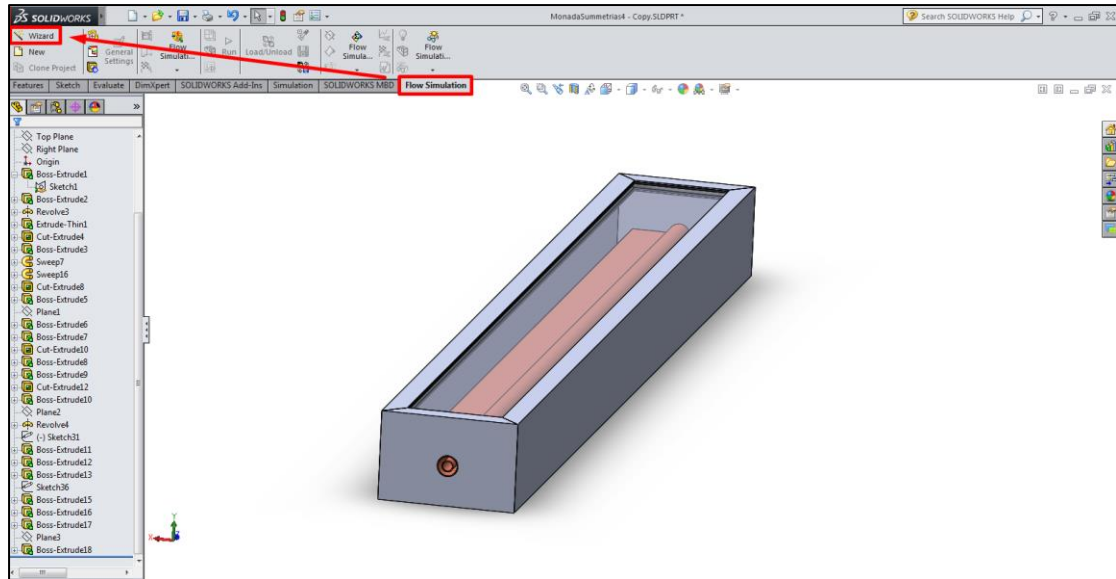 SOLIDWORKS
MonadaSummetrias4 - Copy.SLDPRT *
Search SOLIDWORKS Help
Wizard
New
Clone Project
General Settings
Flow Simulati...
Run
Load/Unload
Flow Simula...
Flow Simulati...
Features
Sketch
Evaluate
DimXpert
SOLIDWORKS Add-Ins
Simulation
SOLIDWORKS MBD
Flow Simulation
Top Plane
Right Plane
Origin
Boss-Extrude1
Sketch1
Boss-Extrude2
Revolve3
Extrude-Thin1
Cut-Extrude4
Boss-Extrude3
Sweep7
Sweep16
Cut-Extrude8
Boss-Extrude5
Plane1
Boss-Extrude6
Boss-Extrude7
Cut-Extrude10
Boss-Extrude8
Boss-Extrude9
Cut-Extrude12
Boss-Extrude10
Plane2
Revolve4
(-) Sketch31
Boss-Extrude11
Boss-Extrude12
Boss-Extrude13
Sketch36
Boss-Extrude15
Boss-Extrude16
Boss-Extrude17
Plane3
Boss-Extrude18
Y
X
Z